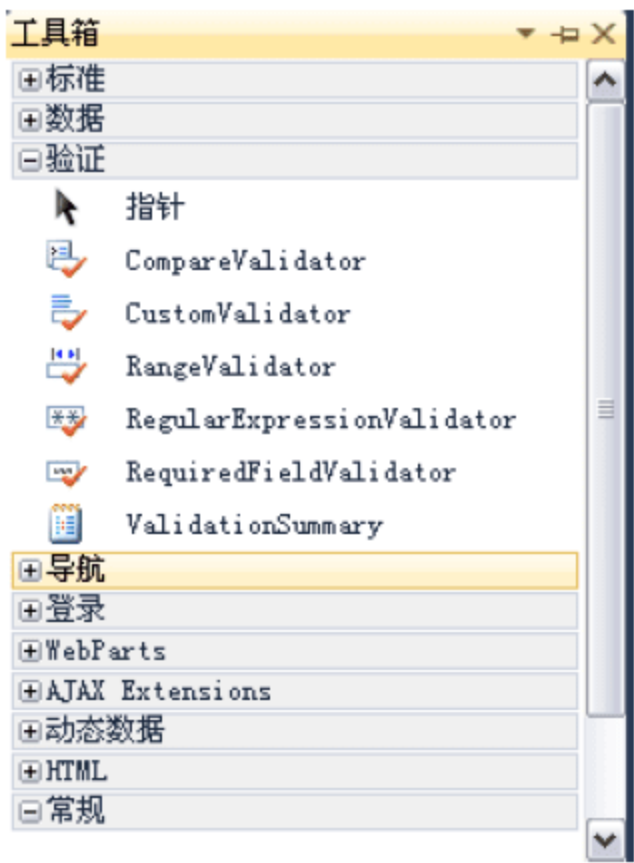 工具箱
标准
数据
验证
指针
CompareValidator
CustomValidator
RangeValidator
RegularExpressionValidator
RequiredFieldValidator
ValidationSummary
导航
登录
WebParts
AJAX Extensions
动态数据
HTML
常规